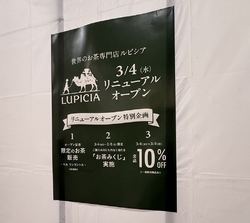 世界のお茶専門店ルピシア
LUPICIA
3/4(水)
リニューアル
オープン
リニューアルオープン特別企画
1
限定のお茶
販売
2
「お茶みくじ」
実施
3
全品
10%
OFF